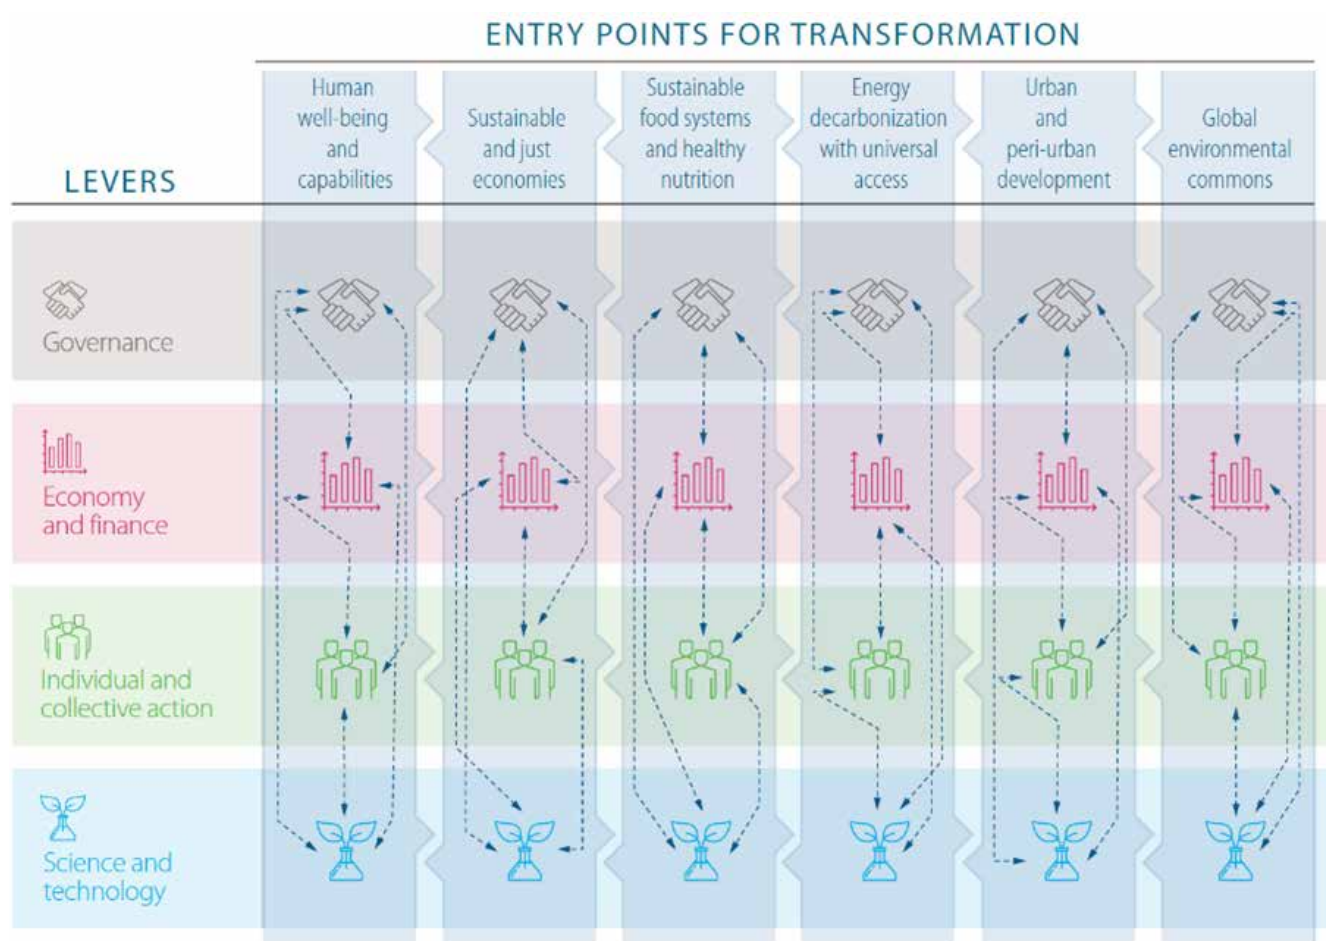 ENTRY POINTS FOR TRANSFORMATION
LEVERS
Human
well-being
and
capabilities
Sustainable
and just
economies
Sustainable
food systems
and healthy
nutrition
Energy
decarbonization
with universal
access
Urban
and
peri-urban
development
Global
environmental
commons
Governance
Economy
and finance
Individual and
collective action
Science and
technology